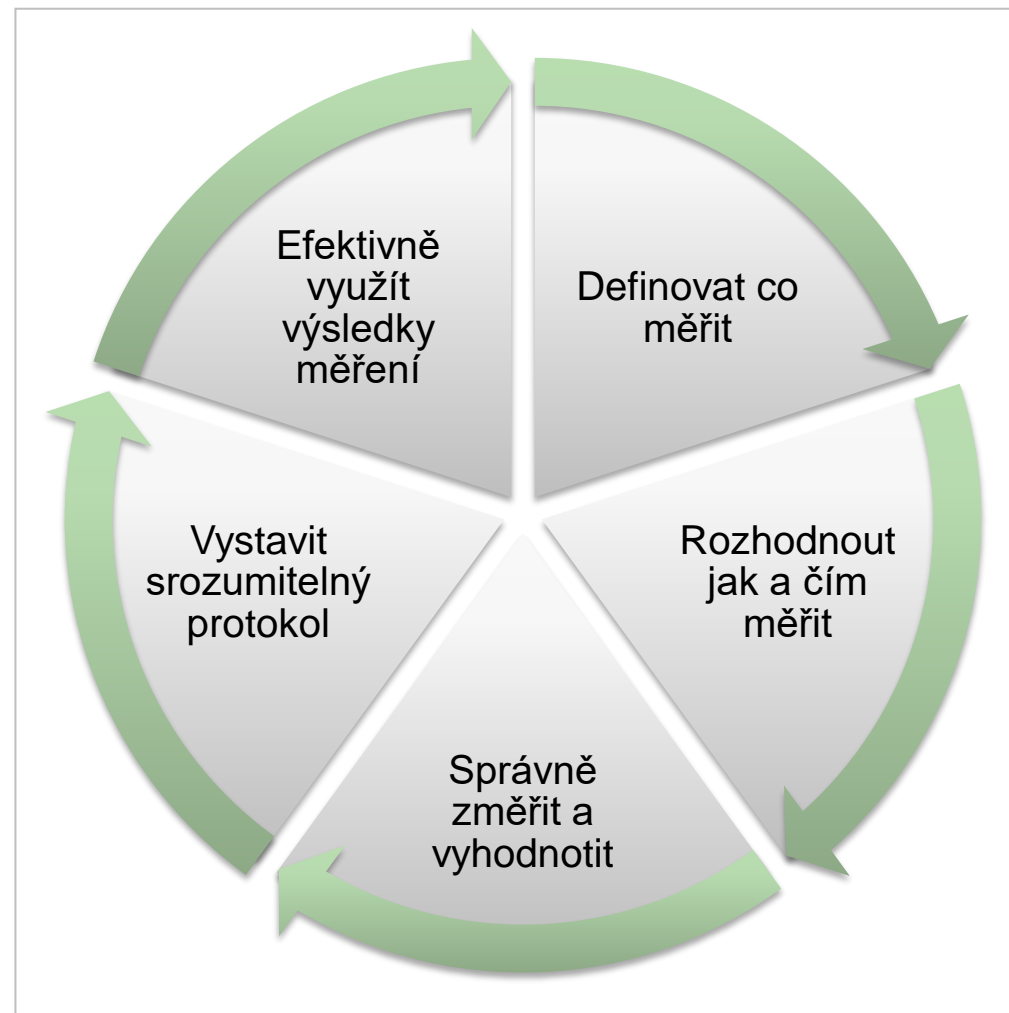 Definovat co
měřit
Rozhodnout
jak a čím
měřit
Správně
změřit a
vyhodnotit
Vystavit
srozumitelný
protokol
Efektivně
využít
výsledky
měření